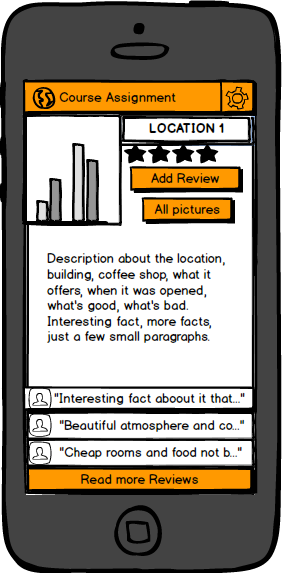 Course Assignment
LOCATION 1
Add Review
All pictures
Description about the location,
building, coffee shop, what it
offers, when it was opened,
what's good, what's bad.
Interesting fact, more facts,
just a few small paragraphs.
"Interesting fact aboout it that..."
"Beautiful atmosphere and co..."
"Cheap rooms and food not b..."
Read more Reviews